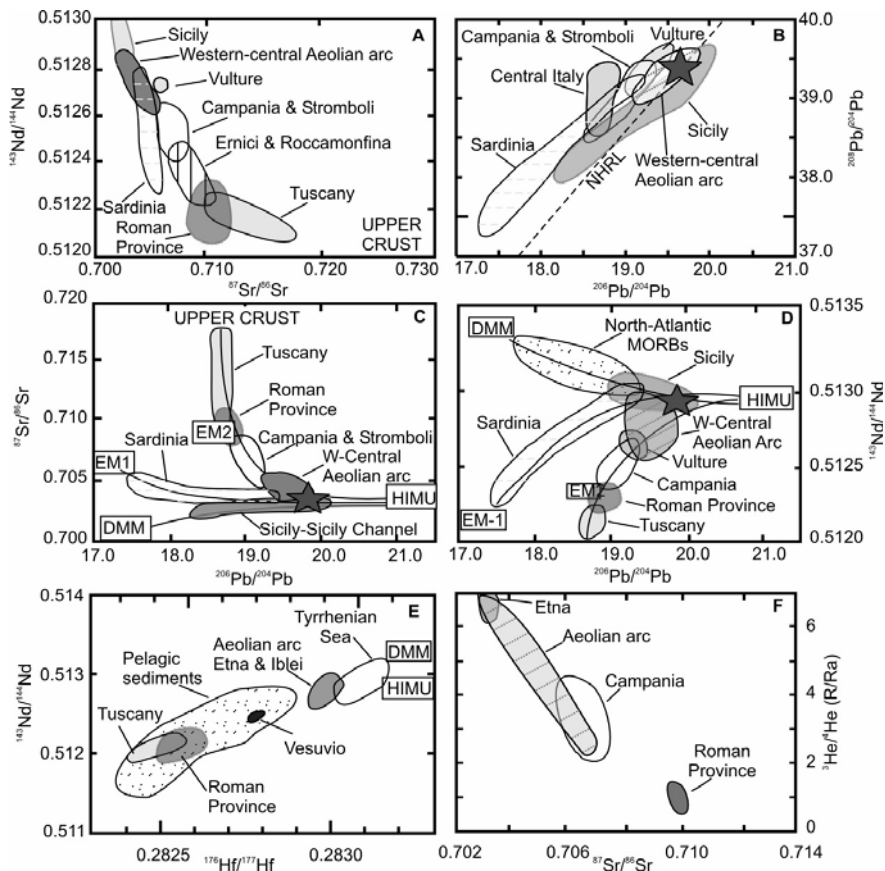 A
0.5130
0.5128
0.5126
0.5124
0.5122
0.5120
¹⁴³Nd/¹⁴⁴Nd
Sicily
Western-central Aeolian arc
Vulture
Campania & Stromboli
Ernici & Roccamonfina
Tuscany
Sardinia
Roman
Province
UPPER
CRUST
0.700
0.710
0.720
0.730
⁸⁷Sr/⁸⁶Sr
B
Campania
& Stromboli
Vulture
Central Italy
Sardinia
Sicily
NHRL
Western-central
Aeolian arc
40.0
39.0
38.0
37.0
²⁰⁸Pb/²⁰⁴Pb
17.0
18.0
19.0
20.0
21.0
²⁰⁶Pb/²⁰⁴Pb
C
0.720
0.715
0.710
0.705
0.700
⁸⁷Sr/⁸⁶Sr
UPPER CRUST
Tuscany
Roman
Province
EM2
Sardinia
Campania & Stromboli
EM1
W-Central
Aeolian arc
HIMU
DMM
Sicily-Sicily Channel
17.0
18.0
19.0
20.0
21.0
²⁰⁶Pb/²⁰⁴Pb
D
DMM
North-Atlantic
MORBs
Sicily
HIMU
Sardinia
W-Central
Aeolian Arc
Vulture
Campania
EM2
Roman Province
EM-1
Tuscany
0.5135
0.5130
0.5125
0.5120
¹⁴³Nd/¹⁴⁴Nd
17.0
18.0
19.0
20.0
21.0
²⁰⁶Pb/²⁰⁴Pb
E
0.514
0.513
0.512
0.511
¹⁴³Nd/¹⁴⁴Nd
Tyrrhenian
Sea
Aeolian arc
Etna & Iblei
DMM
HIMU
Pelagic
sediments
Tuscany
Vesuvio
Roman
Province
0.2825
0.2830
¹⁷⁶Hf/¹⁷⁷Hf
F
Etna
Aeolian arc
Campania
Roman
Province
6
4
2
0
³He/⁴He (R/Ra)
0.702
0.706
0.710
0.714
⁸⁷Sr/⁸⁶Sr